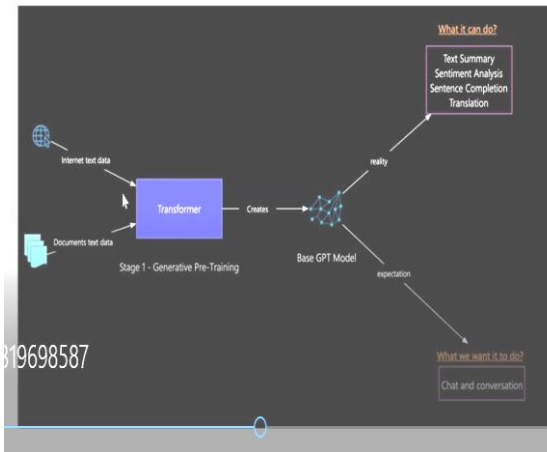 What it can do?
Text Summary
Sentiment Analysis
Sentence Completion
Translation
reality
Internet text data
Transformer
Creates
Documents text data
Stage 1 - Generative Pre-Training
Base GPT Model
expectation
What we want it to do?
Chat and conversation
319698587